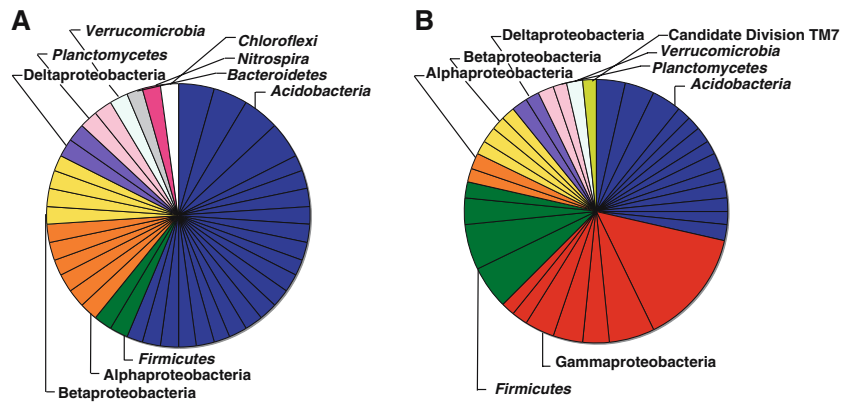 A
Verrucomicrobia
Chloroflexi
Planctomycetes
Nitrospira
Deltaproteobacteria
Bacteroidetes
Acidobacteria
Firmicutes
Alphaproteobacteria
Betaproteobacteria
B
Deltaproteobacteria
Candidate Division TM7
Betaproteobacteria
Verrucomicrobia
Alphaproteobacteria
Planctomycetes
Acidobacteria
Gammaproteobacteria
Firmicutes